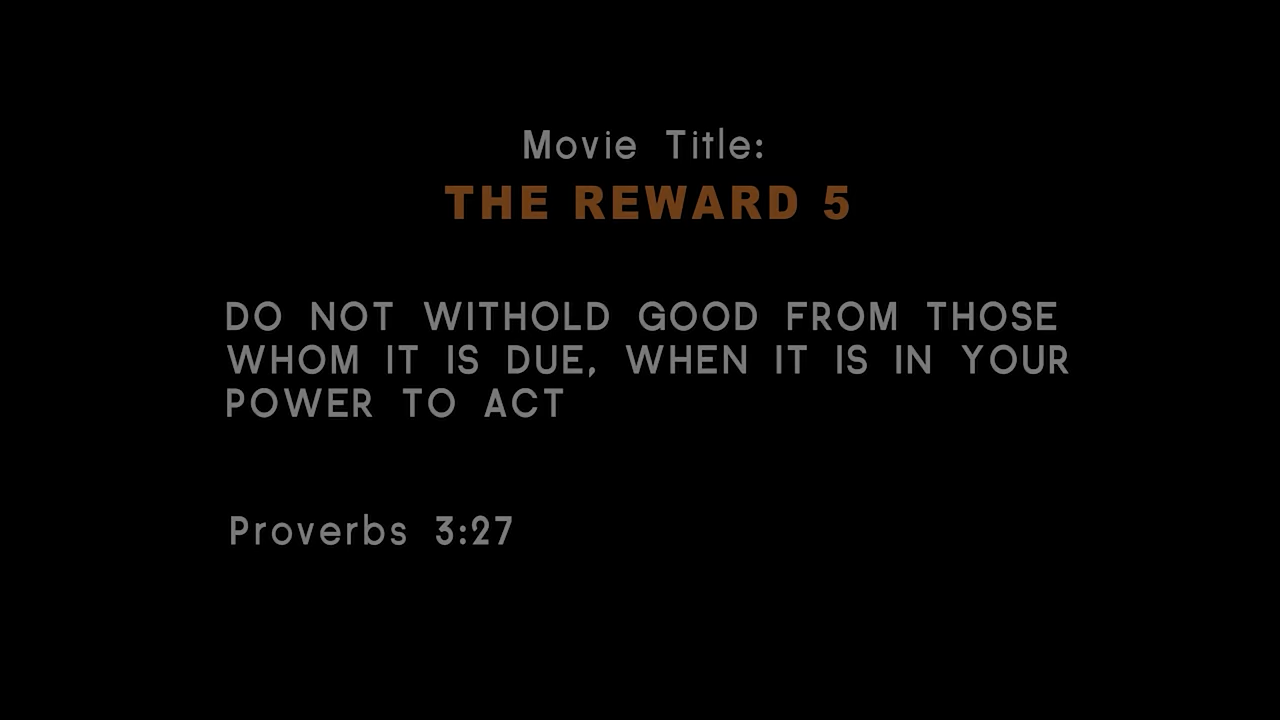 Movie Title:
THE REWARD 5
DO NOT WITHOLD GOOD FROM THOSE
WHOM IT IS DUE, WHEN IT IS IN YOUR
POWER TO ACT
Proverbs 3:27